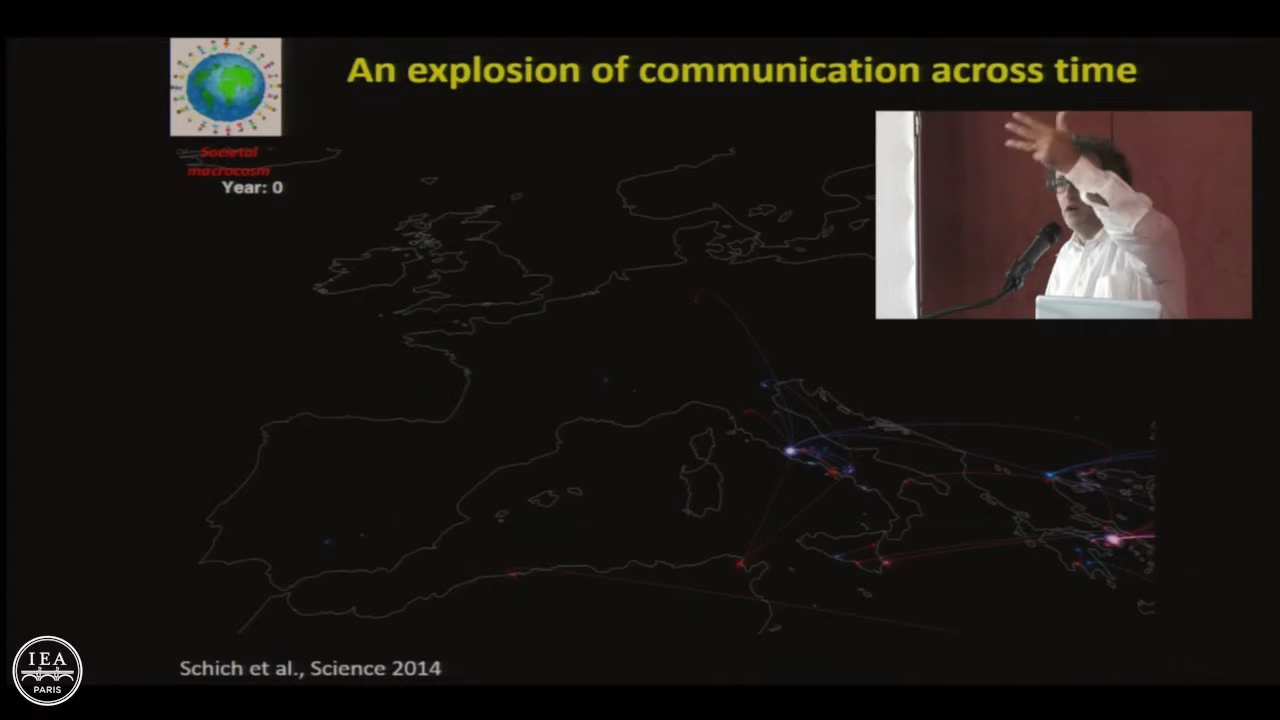 An explosion of communication across time
Societal
macrocosm
Year: 0
Schich et al., Science 2014
IEA
PARIS